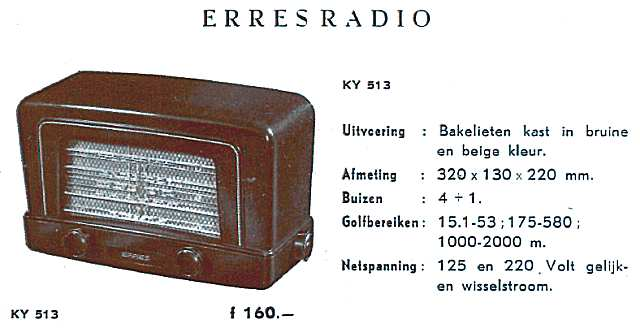 ERRES RADIO
KY 513
Uitvoering : Bakelieten kast in bruine
en beige kleur.
Afmeting : 320 x 130 x 220 mm.
Buizen : 4 + 1.
Golfbereiken : 15.1-53 ; 175-580 ;
1000-2000 m.
Netspanning : 125 en 220 Volt gelijk-
en wisselstroom.
ERRES
KY 513
f 160.—